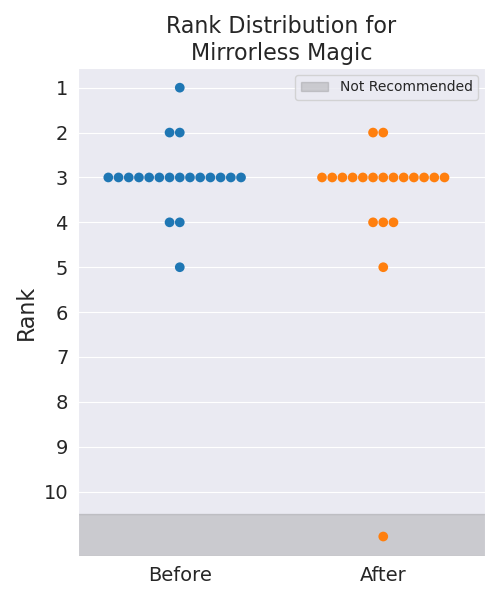 Rank Distribution for
Mirrorless Magic
Not Recommended
Rank
1
2
3
4
5
6
7
8
9
10
Before
After